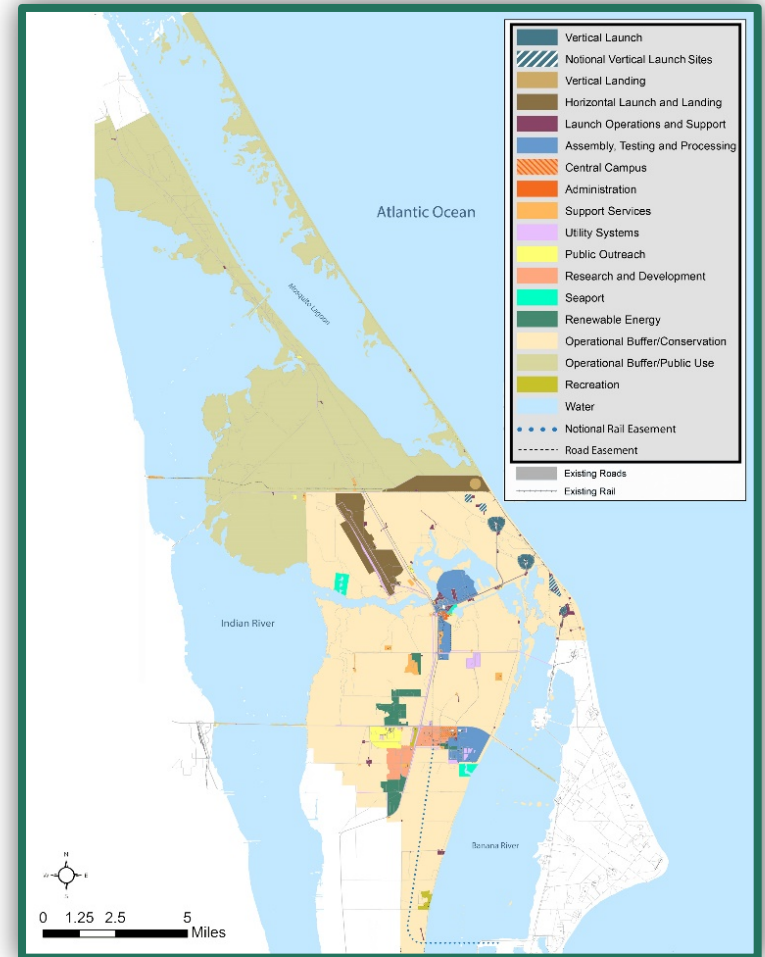 Vertical Launch
Notional Vertical Launch Sites
Vertical Landing
Horizontal Launch and Landing
Launch Operations and Support
Assembly, Testing and Processing
Central Campus
Administration
Support Services
Utility Systems
Public Outreach
Research and Development
Seaport
Renewable Energy
Operational Buffer/Conservation
Operational Buffer/Public Use
Recreation
Water
Notional Rail Easement
Road Easement
Existing Roads
Existing Rail
Atlantic Ocean
Mosquito Lagoon
Indian River
Banana River
N
W E
S
0 1.25 2.5 5
Miles